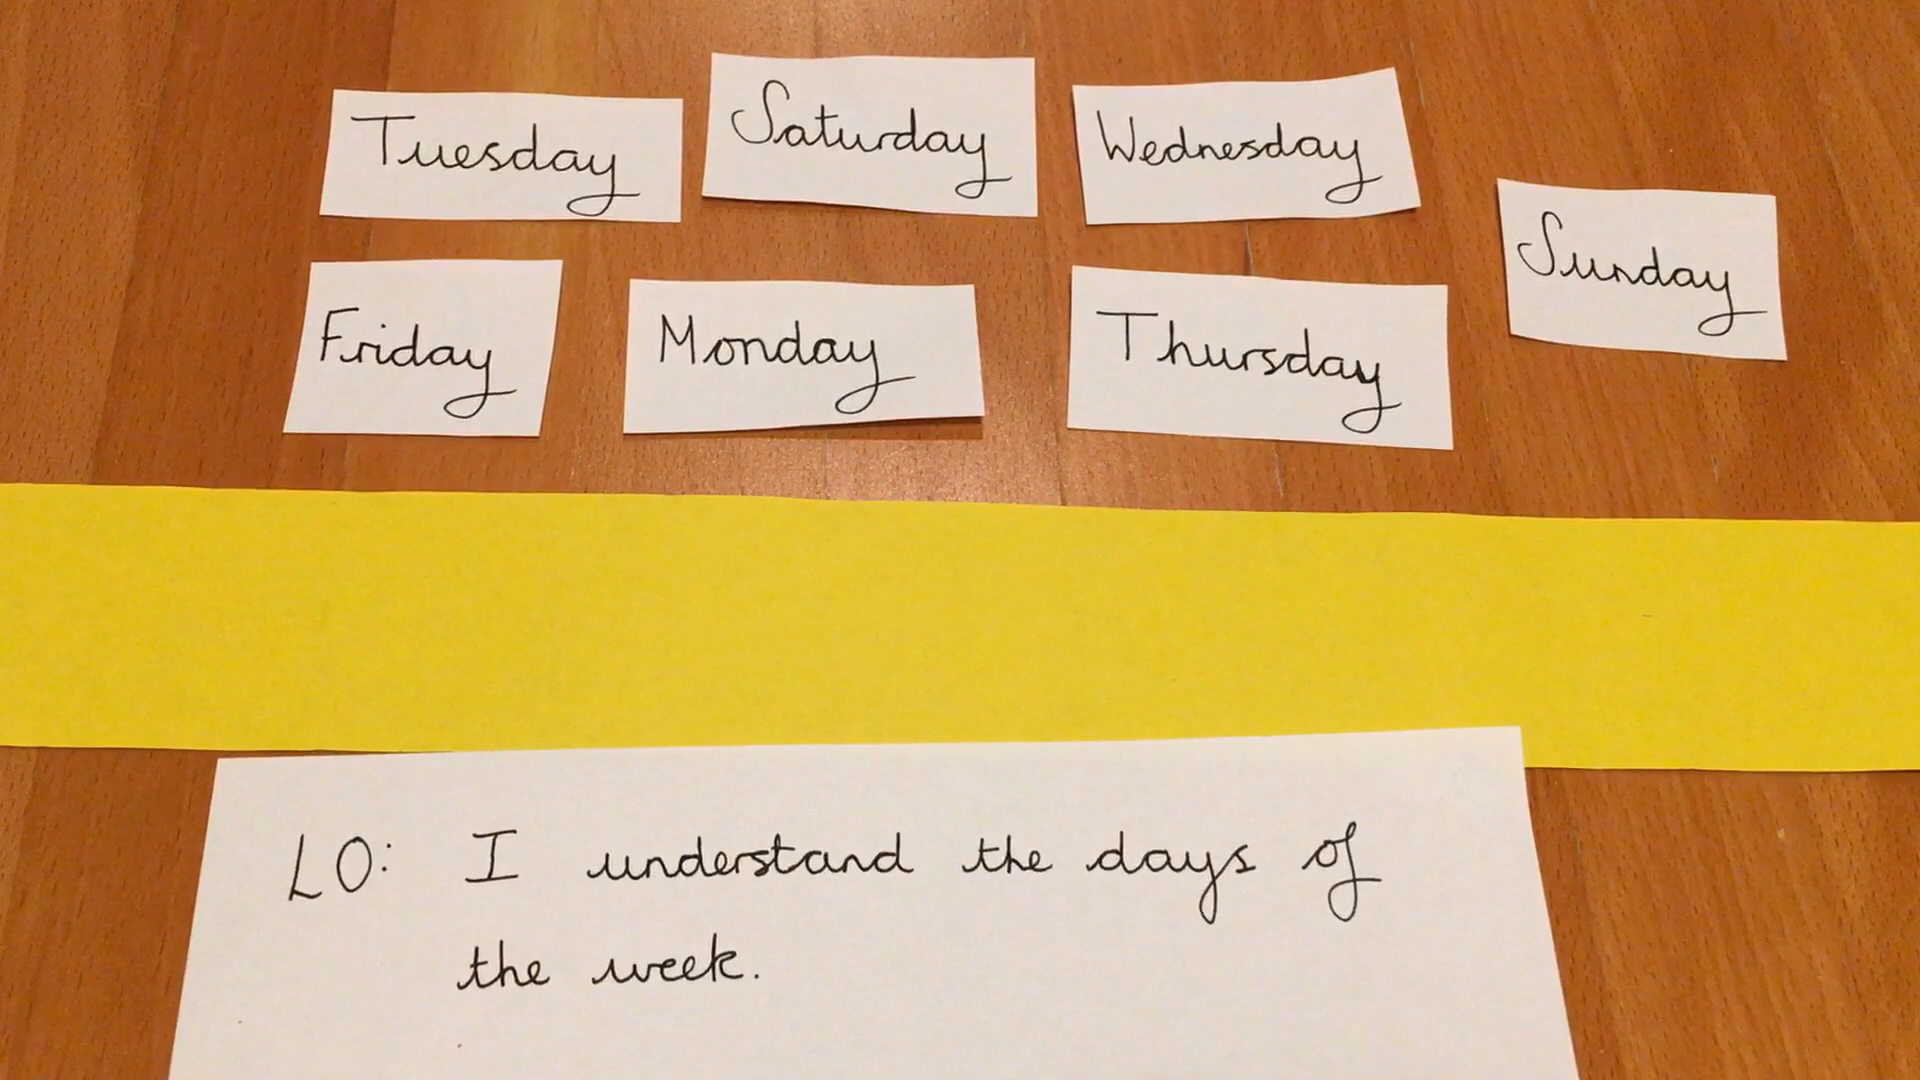 Tuesday
Saturday
Wednesday
Sunday
Friday
Monday
Thursday
LO: I understand the days of
the week.